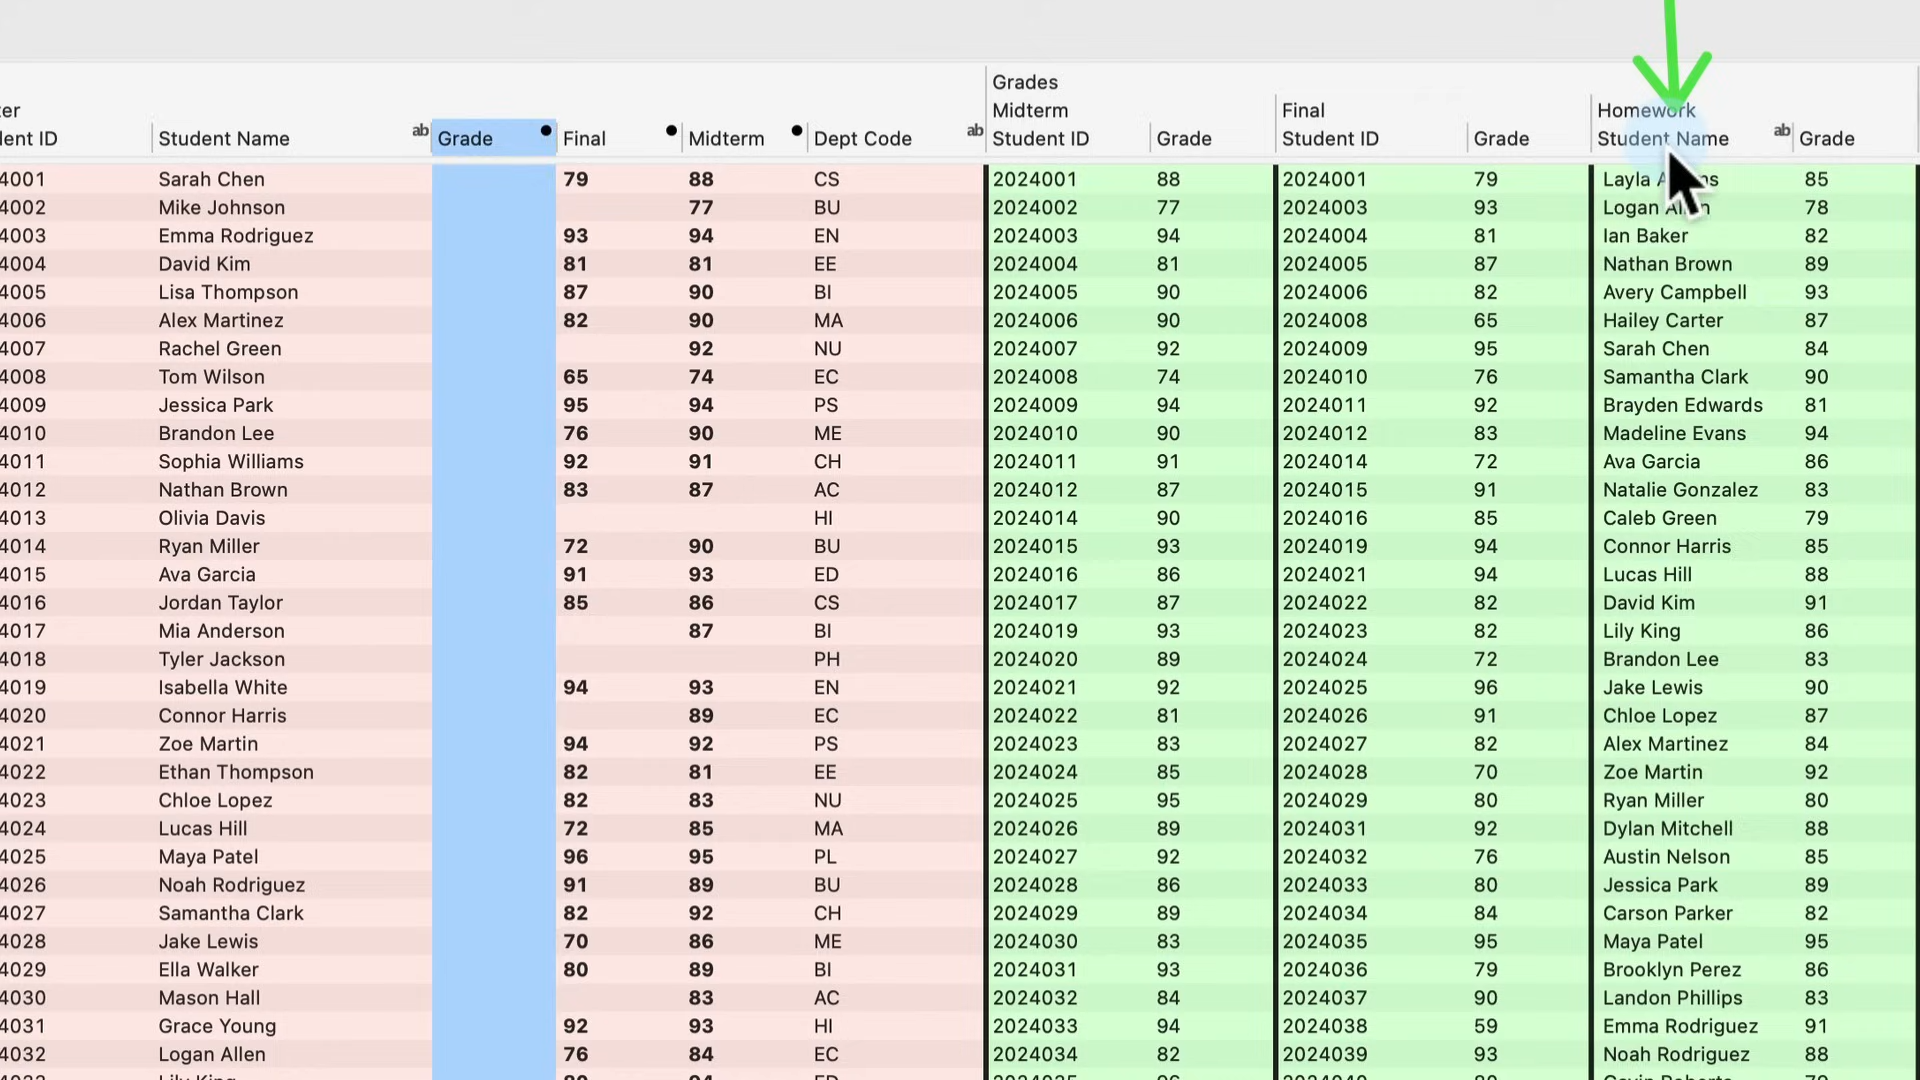 Grades
ter Midterm Final Homework
dent ID Student Name ab Grade Final Midterm Dept Code ab Student ID Grade Student ID Grade Student Name ab Grade
4001 Sarah Chen 79 88 CS 2024001 88 2024001 79 Layla 85
4002 Mike Johnson 77 BU 2024002 77 2024003 93 Logan Allen 78
4003 Emma Rodriguez 93 94 EN 2024003 94 2024004 81 Ian Baker 82
4004 David Kim 81 81 EE 2024004 81 2024005 87 Nathan Brown 89
4005 Lisa Thompson 87 90 BI 2024005 90 2024006 82 Avery Campbell 93
4006 Alex Martinez 82 90 MA 2024006 90 2024008 65 Hailey Carter 87
4007 Rachel Green 92 NU 2024007 92 2024009 95 Sarah Chen 84
4008 Tom Wilson 65 74 EC 2024008 74 2024010 76 Samantha Clark 90
4009 Jessica Park 95 94 PS 2024009 94 2024011 92 Brayden Edwards 81
4010 Brandon Lee 76 90 ME 2024010 90 2024012 83 Madeline Evans 94
4011 Sophia Williams 92 91 CH 2024011 91 2024014 72 Ava Garcia 86
4012 Nathan Brown 83 87 AC 2024012 87 2024015 91 Natalie Gonzalez 83
4013 Olivia Davis HI 2024014 90 2024016 85 Caleb Green 79
4014 Ryan Miller 72 90 BU 2024015 93 2024019 94 Connor Harris 85
4015 Ava Garcia 91 93 ED 2024016 86 2024021 94 Lucas Hill 88
4016 Jordan Taylor 85 86 CS 2024017 87 2024022 82 David Kim 91
4017 Mia Anderson 87 BI 2024019 93 2024023 82 Lily King 86
4018 Tyler Jackson PH 2024020 89 2024024 72 Brandon Lee 83
4019 Isabella White 94 93 EN 2024021 92 2024025 96 Jake Lewis 90
4020 Connor Harris 89 EC 2024022 81 2024026 91 Chloe Lopez 87
4021 Zoe Martin 94 92 PS 2024023 83 2024027 82 Alex Martinez 84
4022 Ethan Thompson 82 81 EE 2024024 85 2024028 70 Zoe Martin 92
4023 Chloe Lopez 82 83 NU 2024025 95 2024029 80 Ryan Miller 80
4024 Lucas Hill 72 85 MA 2024026 89 2024031 92 Dylan Mitchell 88
4025 Maya Patel 96 95 PL 2024027 92 2024032 76 Austin Nelson 85
4026 Noah Rodriguez 91 89 BU 2024028 86 2024033 80 Jessica Park 89
4027 Samantha Clark 82 92 CH 2024029 89 2024034 84 Carson Parker 82
4028 Jake Lewis 70 86 ME 2024030 83 2024035 95 Maya Patel 95
4029 Ella Walker 80 89 BI 2024031 93 2024036 79 Brooklyn Perez 86
4030 Mason Hall 83 AC 2024032 84 2024037 90 Landon Phillips 83
4031 Grace Young 92 93 HI 2024033 94 2024038 59 Emma Rodriguez 91
4032 Logan Allen 76 84 EC 2024034 82 2024039 93 Noah Rodriguez 88